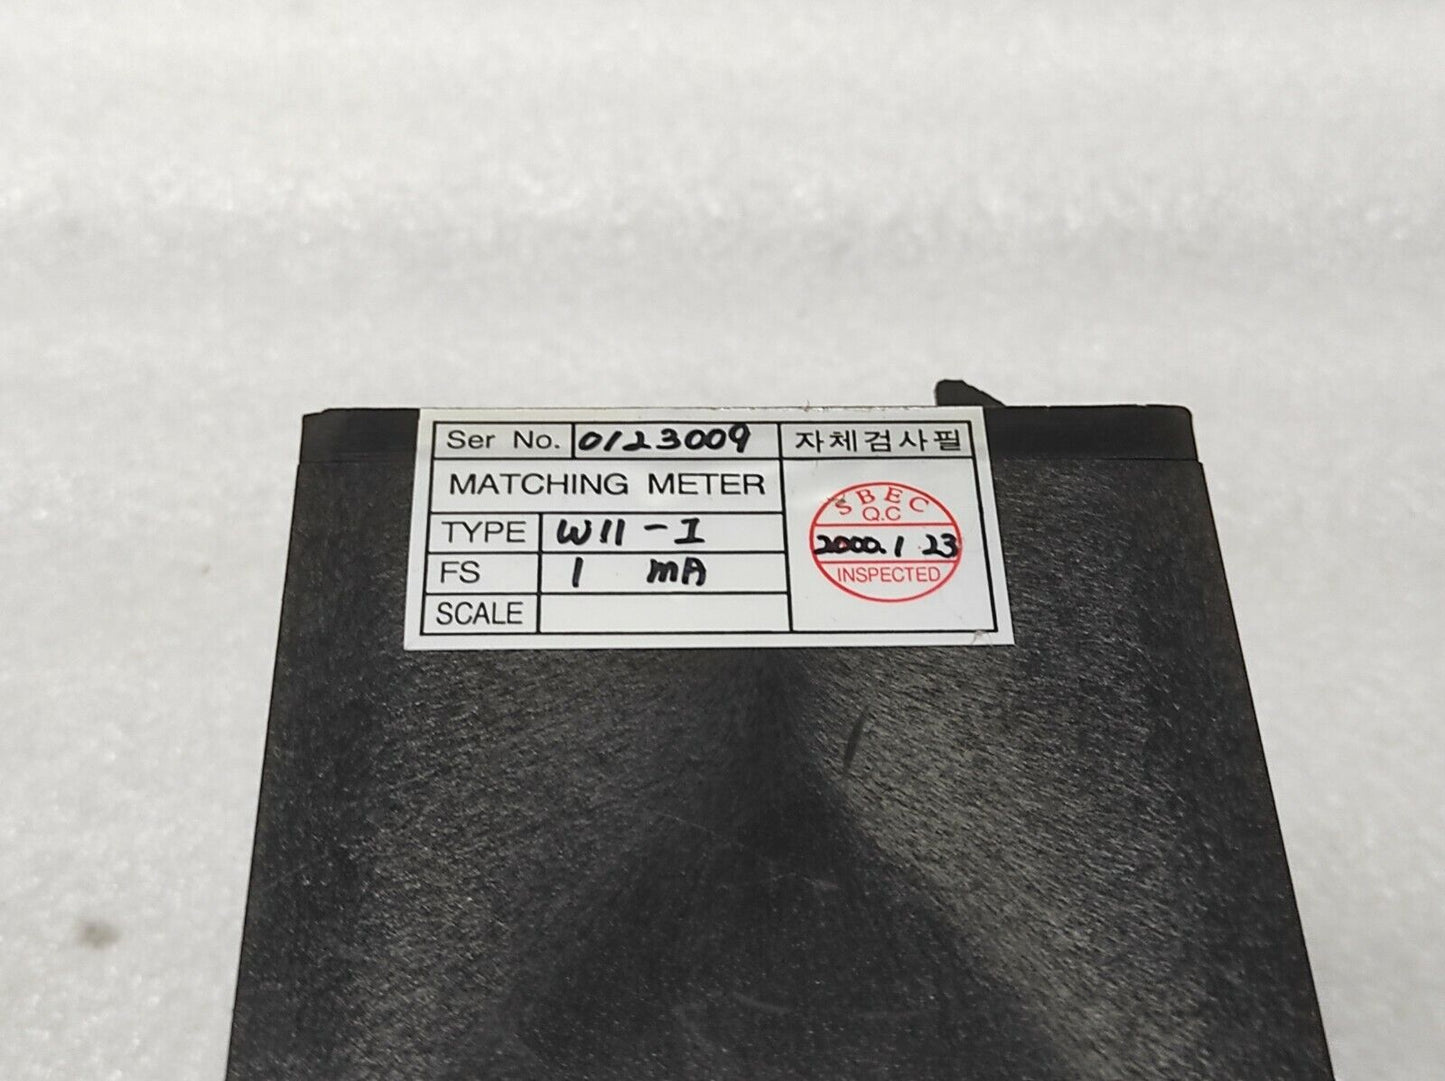 Ser No. 0123009 자체검사필
MATCHING METER
TYPE W11-I
FS 1 mA
SCALE
SBEC
Q.C
2000.1 23
INSPECTED